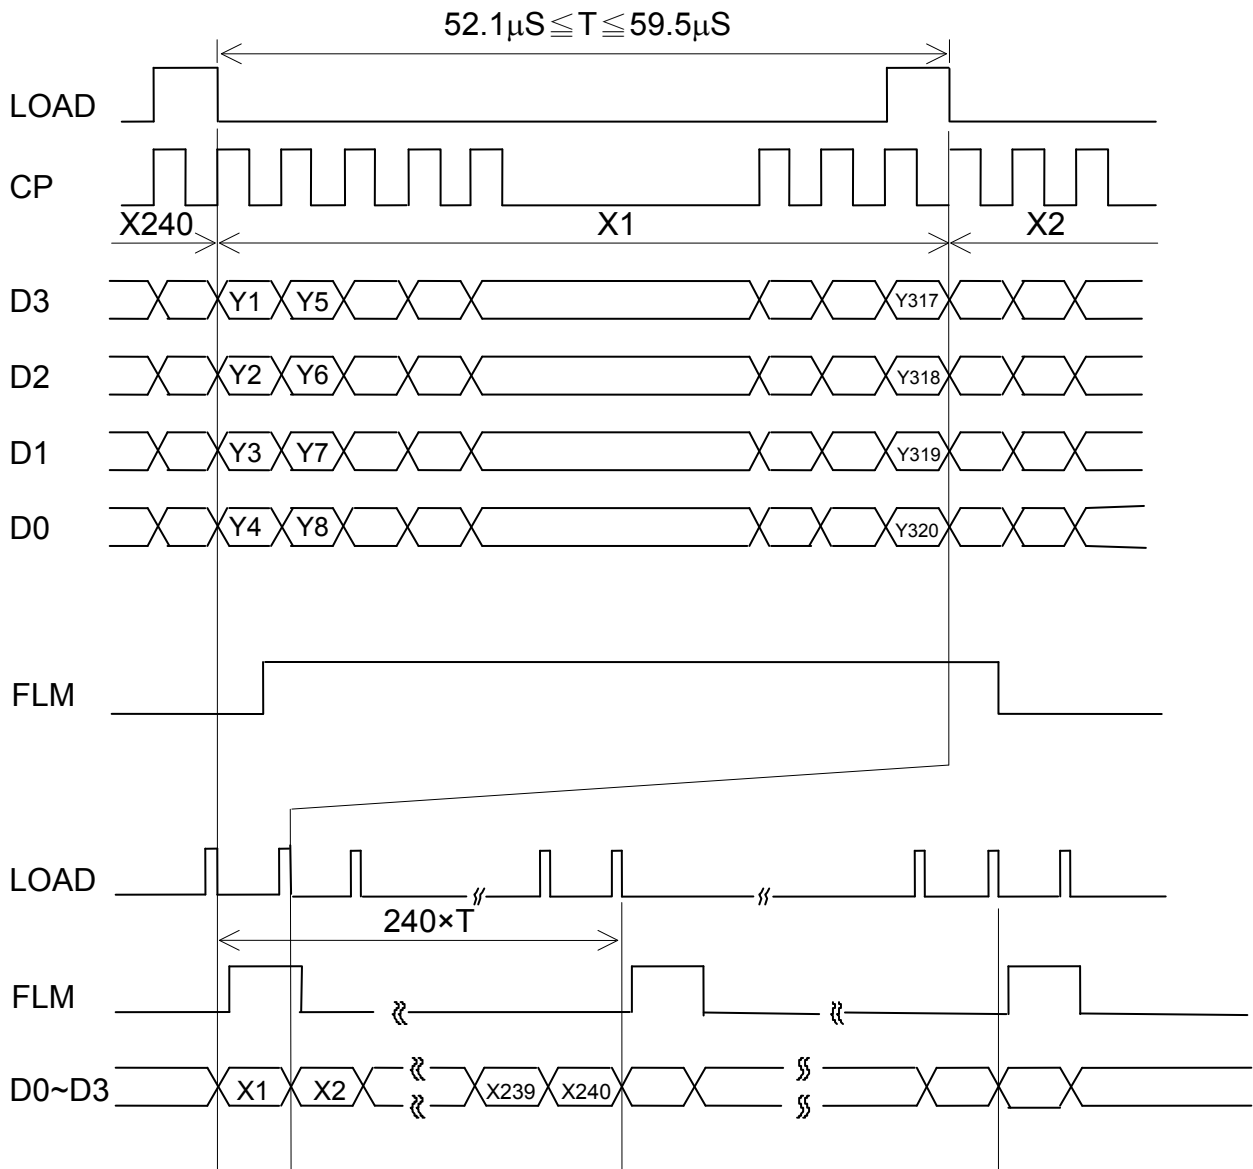 52.1μS≦T≦59.5μS
LOAD
CP
X240 X1 X2
D3 Y1 Y5 Y317
D2 Y2 Y6 Y318
D1 Y3 Y7 Y319
D0 Y4 Y8 Y320
FLM
LOAD
240×T
FLM
D0~D3 X1 X2 X239 X240